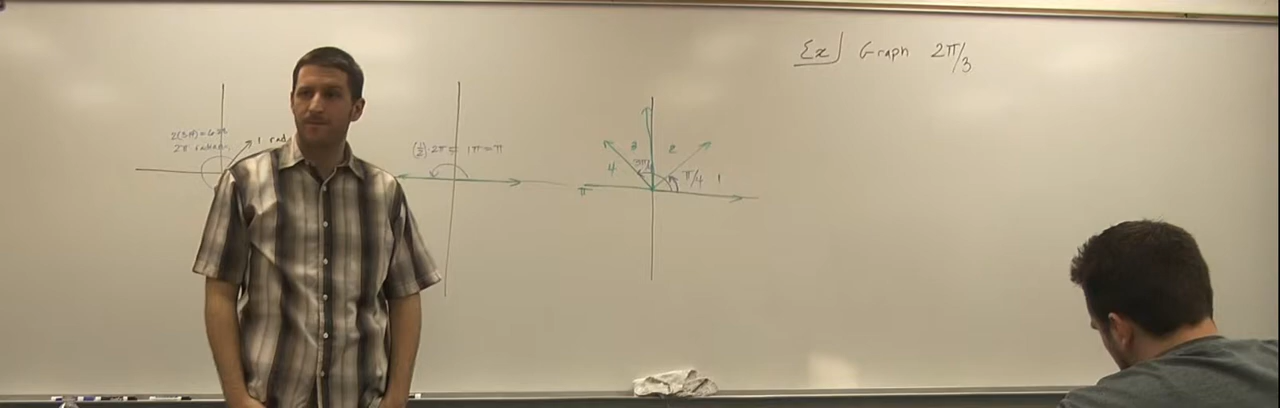 Ex Graph 2π/3
2(3.14) = 6.28
2π radians
1 rad
(1/2)·2π = 1π = π
3
2
4
3π/4
π/4
1
π